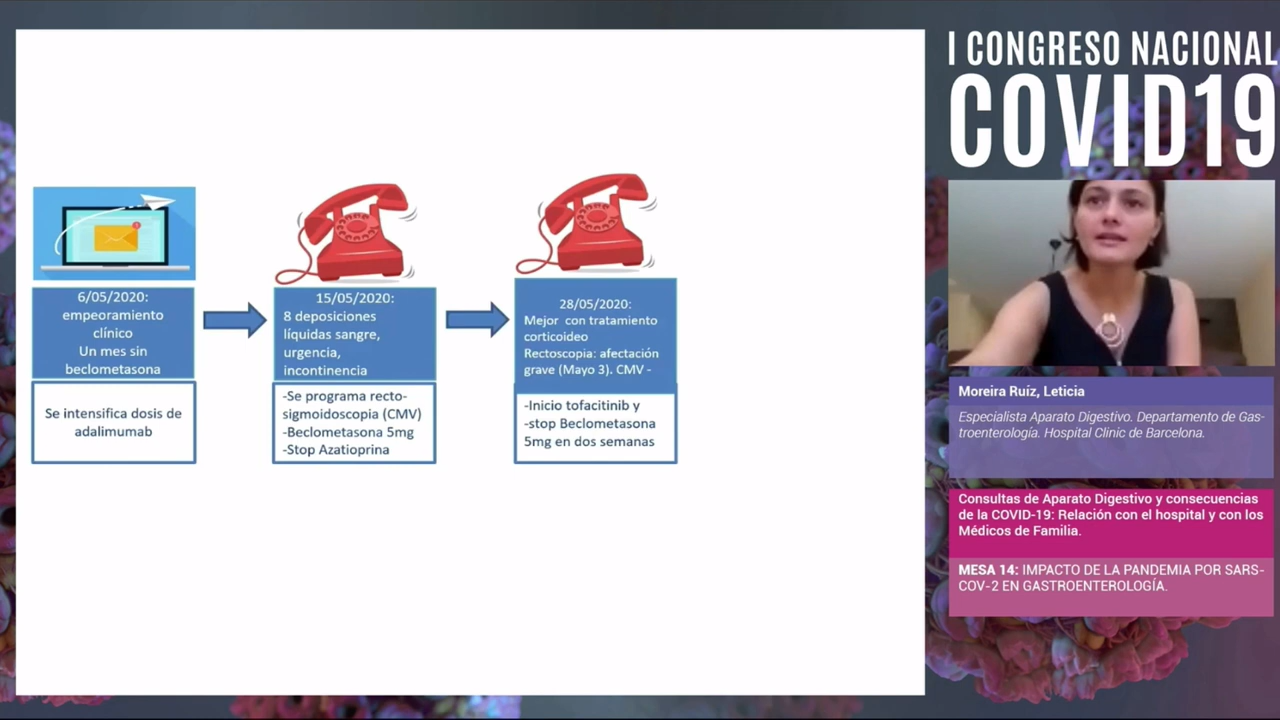 I CONGRESO NACIONAL
COVID19
6/05/2020:
empeoramiento
clínico
Un mes sin
beclometasona
Se intensifica dosis de
adalimumab
15/05/2020:
8 deposiciones
líquidas sangre,
urgencia,
incontinencia
-Se programa recto-
sigmoidoscopia (CMV)
-Beclometasona 5mg
-Stop Azatioprina
28/05/2020:
Mejor con tratamiento
corticoideo
Rectoscopia: afectación
grave (Mayo 3). CMV -
-Inicio tofacitinib y
-stop Beclometasona
5mg en dos semanas
Moreira Ruíz, Leticia
Especialista Aparato Digestivo. Departamento de Gas-
troenterología. Hospital Clinic de Barcelona.
Consultas de Aparato Digestivo y consecuencias
de la COVID-19: Relación con el hospital y con los
Médicos de Familia.
MESA 14: IMPACTO DE LA PANDEMIA POR SARS-
COV-2 EN GASTROENTEROLOGÍA.